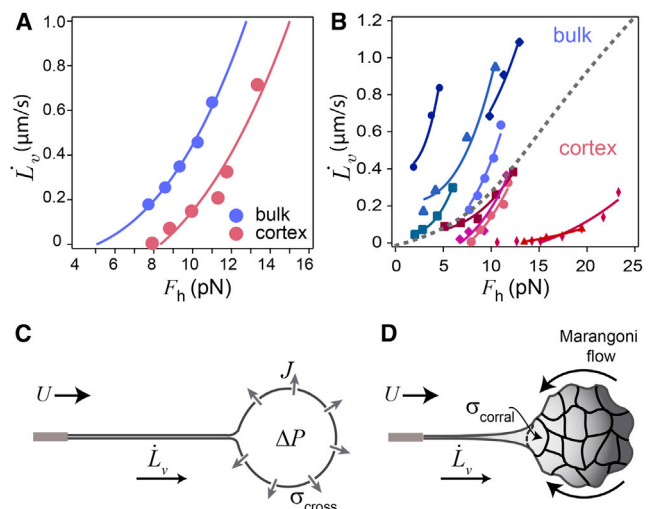 A
1.0
0.8
0.6
0.4
0.2
0
L̇v (μm/s)
4 6 8 10 12 14 16
Fh (pN)
bulk
cortex
B
1.2
1.0
0.8
0.6
0.4
0.2
0
L̇v (μm/s)
0 5 10 15 20 25
Fh (pN)
bulk
cortex
C
U
J
ΔP
L̇v
σcross
D
Marangoni
flow
U
σcorral
L̇v